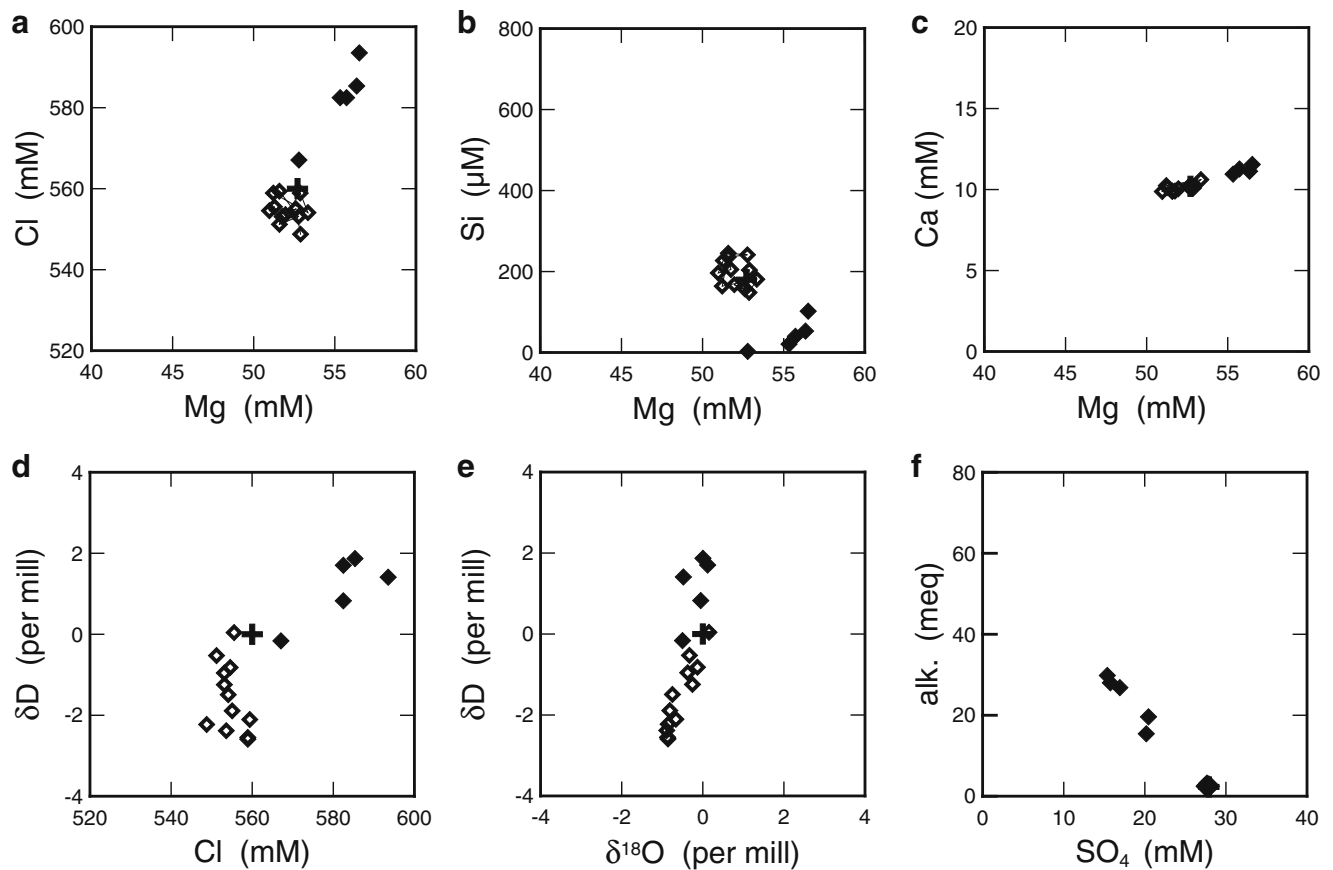 a
600
580
560
540
520
Cl (mM)
40 45 50 55 60
Mg (mM)
b
800
600
400
200
0
Si (µM)
40 45 50 55 60
Mg (mM)
c
20
15
10
5
0
Ca (mM)
40 45 50 55 60
Mg (mM)
d
4
2
0
-2
-4
δD (per mill)
520 540 560 580 600
Cl (mM)
e
4
2
0
-2
-4
δD (per mill)
-4 -2 0 2 4
δ¹⁸O (per mill)
f
80
60
40
20
0
alk. (meq)
0 10 20 30 40
SO₄ (mM)